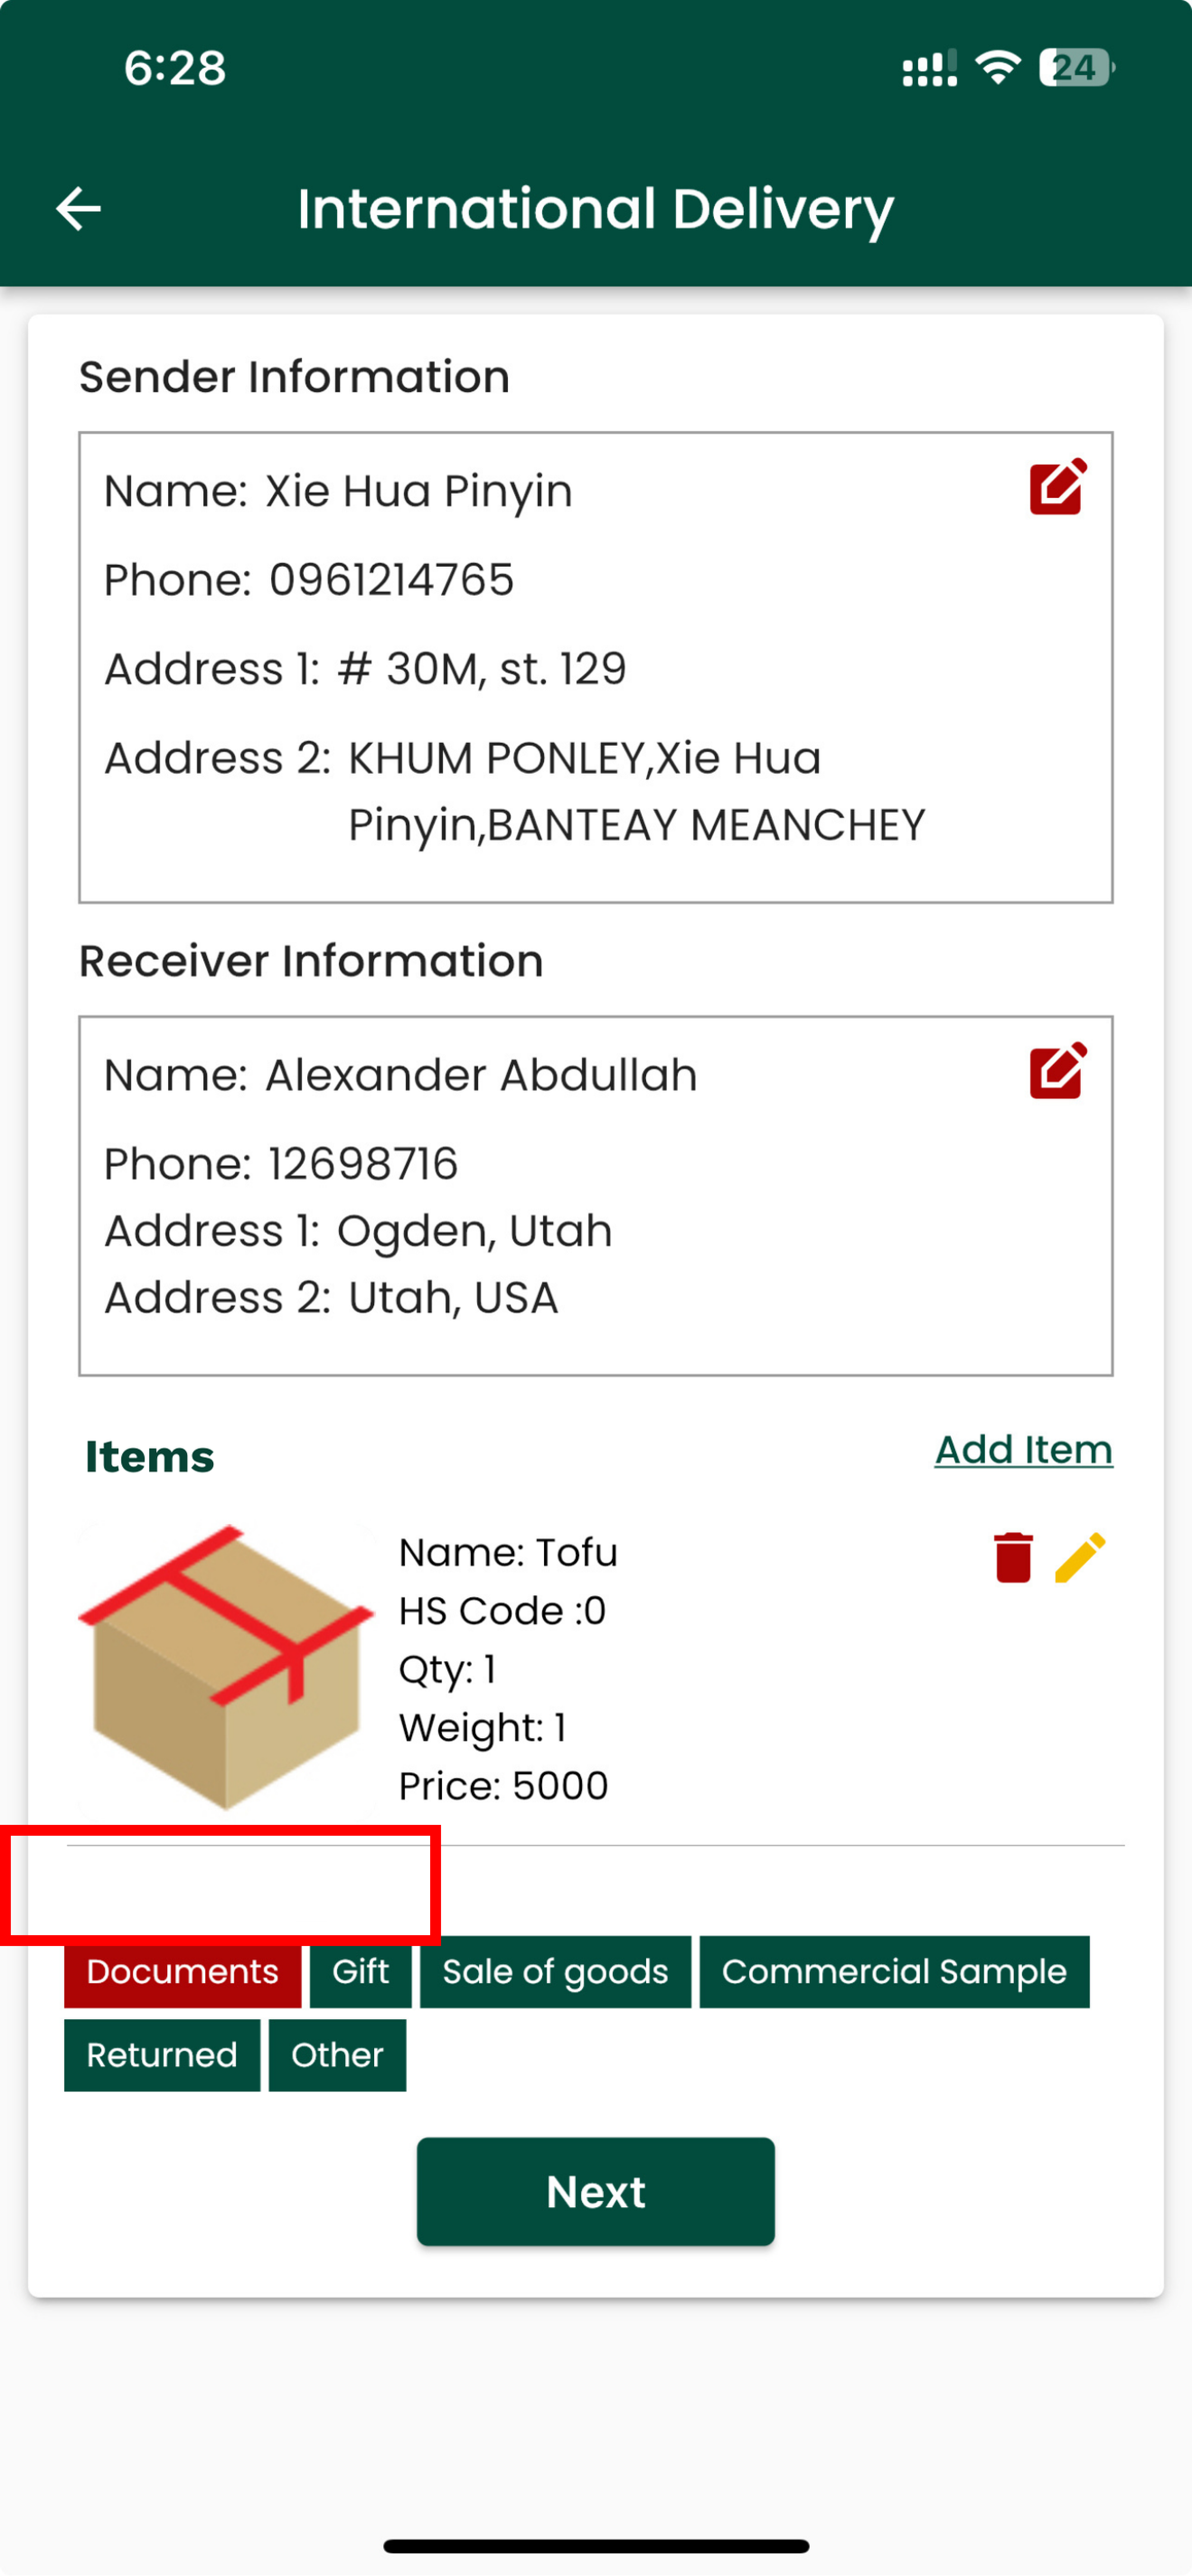 6:28
24
International Delivery
Sender Information
Name: Xie Hua Pinyin
Phone: 0961214765
Address 1: # 30M, st. 129
Address 2: KHUM PONLEY,Xie Hua
Pinyin,BANTEAY MEANCHEY
Receiver Information
Name: Alexander Abdullah
Phone: 12698716
Address 1: Ogden, Utah
Address 2: Utah, USA
Items
Add Item
Name: Tofu
HS Code :0
Qty: 1
Weight: 1
Price: 5000
Documents Gift Sale of goods Commercial Sample
Returned Other
Next